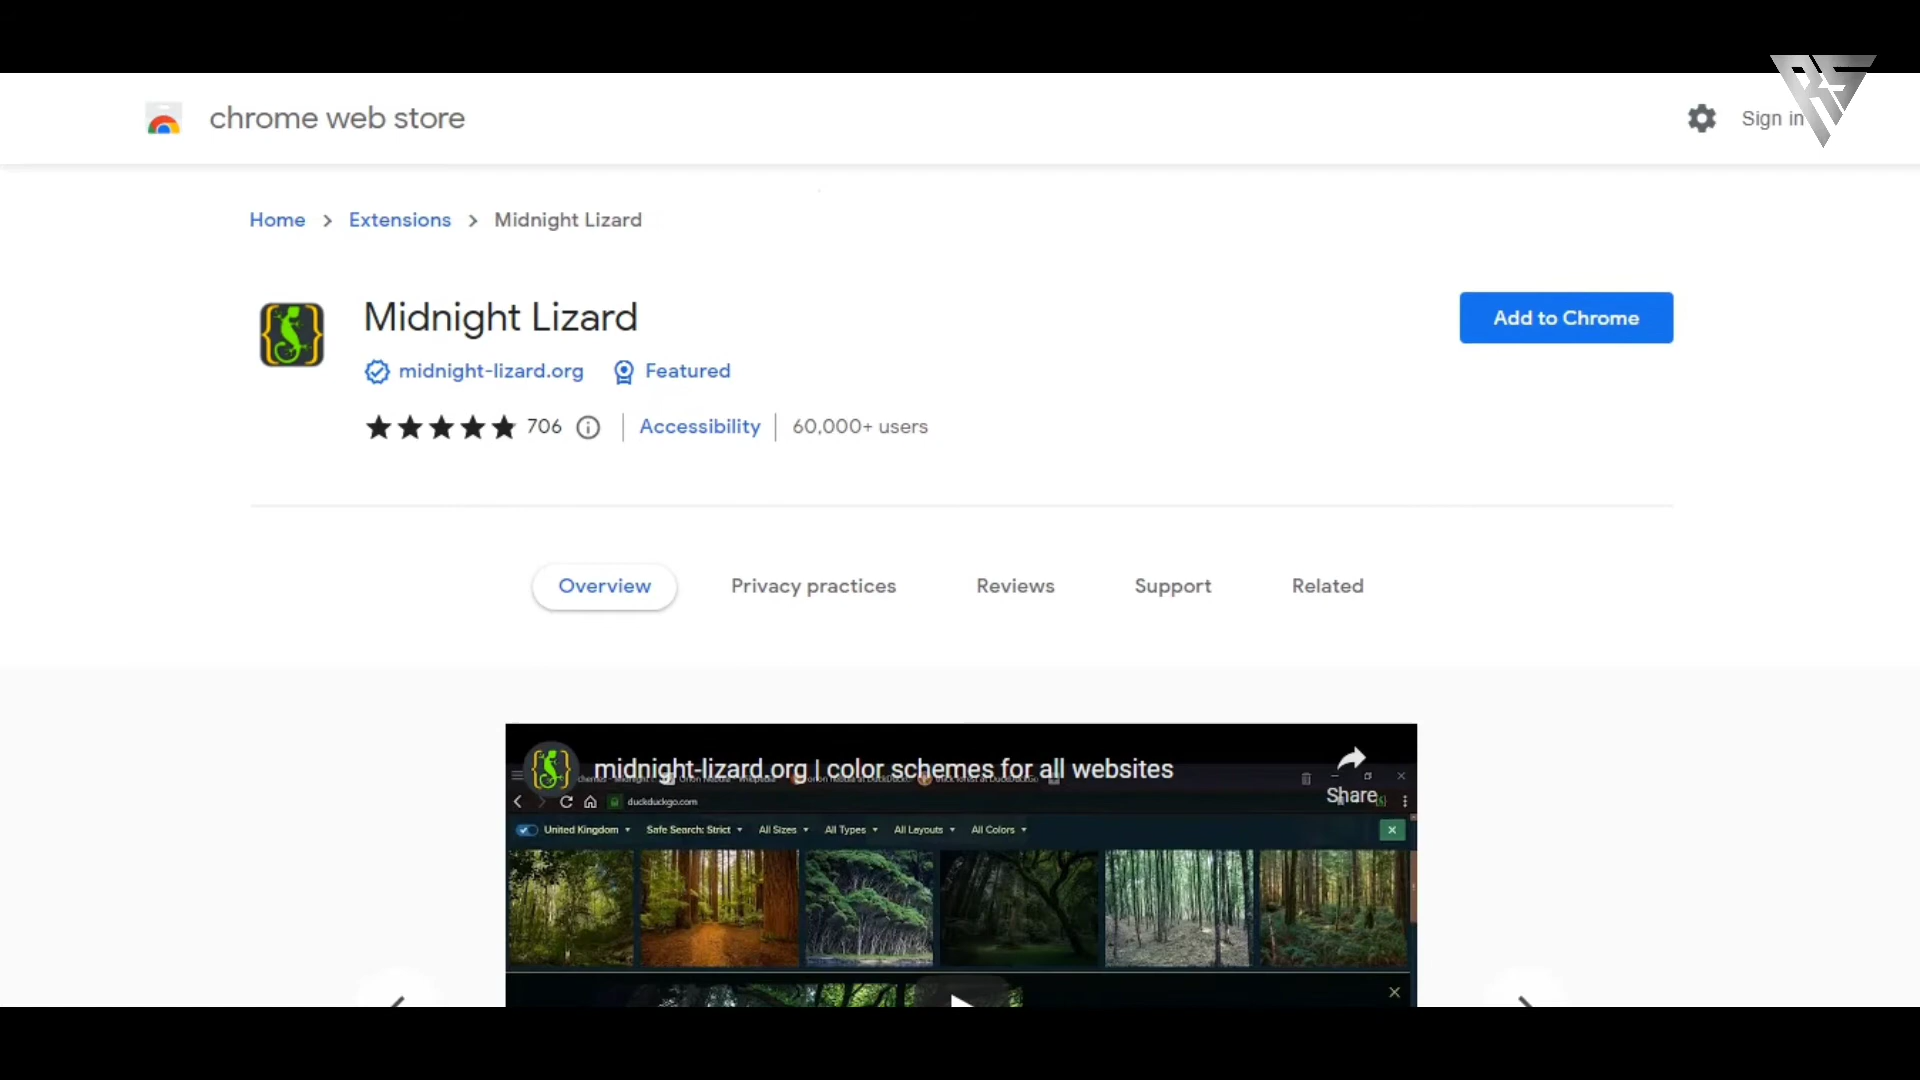 chrome web store
Sign in
Home > Extensions > Midnight Lizard
Midnight Lizard
Add to Chrome
midnight-lizard.org Featured
706 Accessibility 60,000+ users
Overview Privacy practices Reviews Support Related
midnight-lizard.org | color schemes for all websites
Share
duckduckgo.com
United Kingdom Safe Search: Strict All Sizes All Types All Layouts All Colors